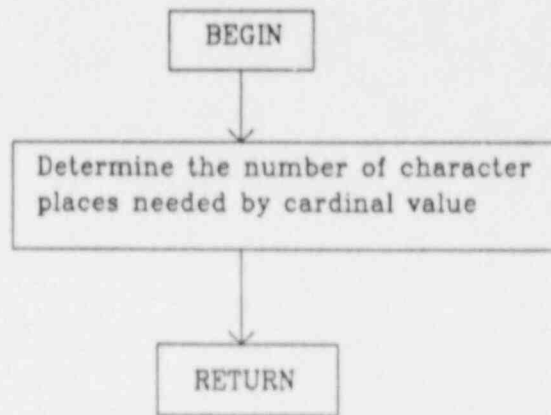 BEGIN
Determine the number of character
places needed by cardinal value
RETURN